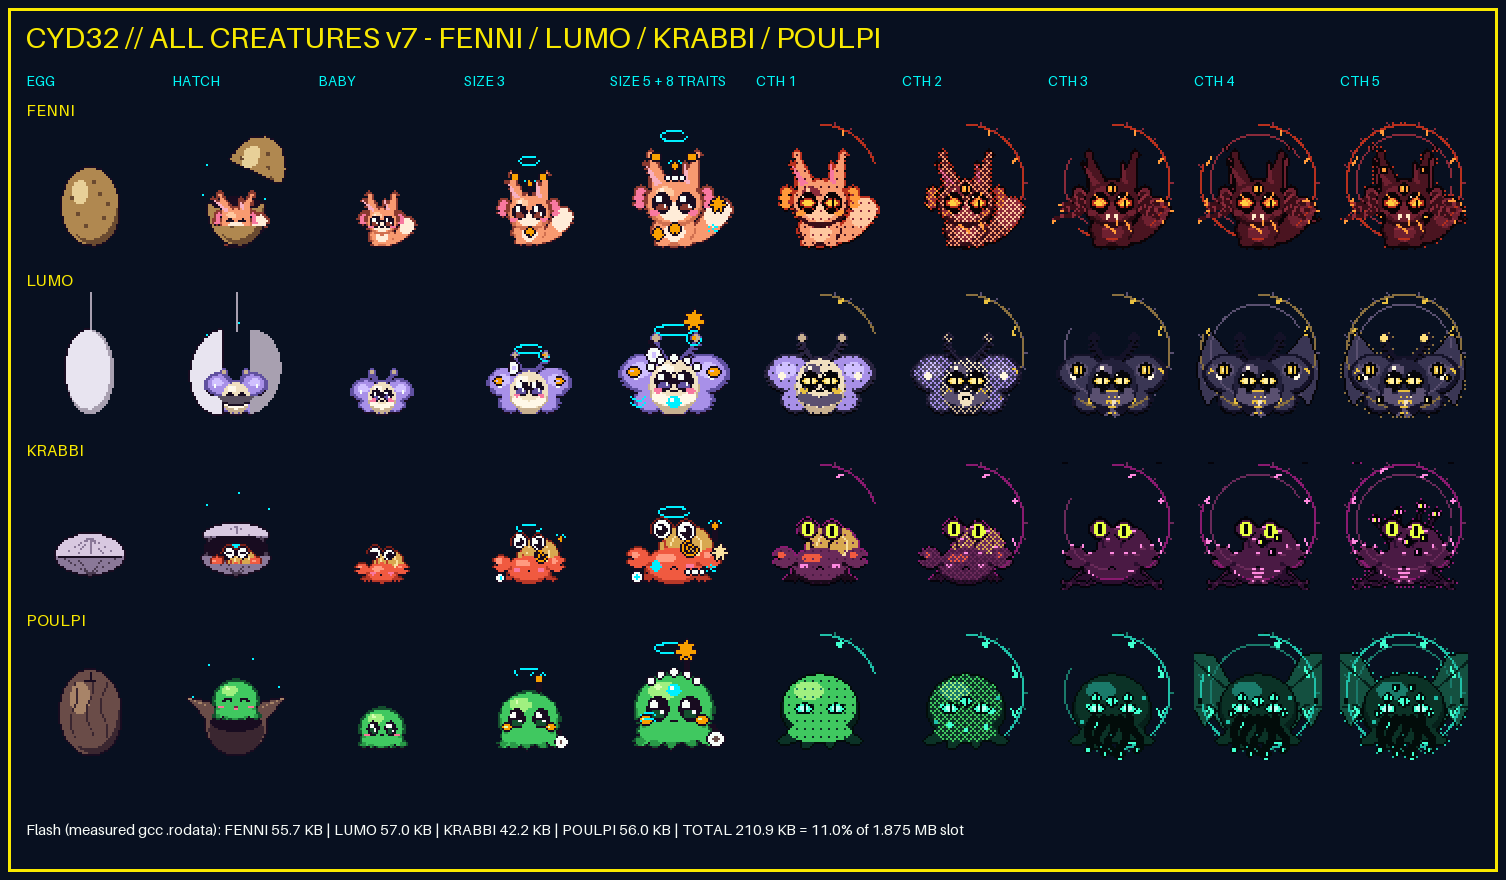 CYD32 // ALL CREATURES v7 - FENNI / LUMO / KRABBI / POULPI
EGG HATCH BABY SIZE 3 SIZE 5 + 8 TRAITS CTH 1 CTH 2 CTH 3 CTH 4 CTH 5
FENNI
LUMO
KRABBI
POULPI
Flash (measured gcc .rodata): FENNI 55.7 KB | LUMO 57.0 KB | KRABBI 42.2 KB | POULPI 56.0 KB | TOTAL 210.9 KB = 11.0% of 1.875 MB slot